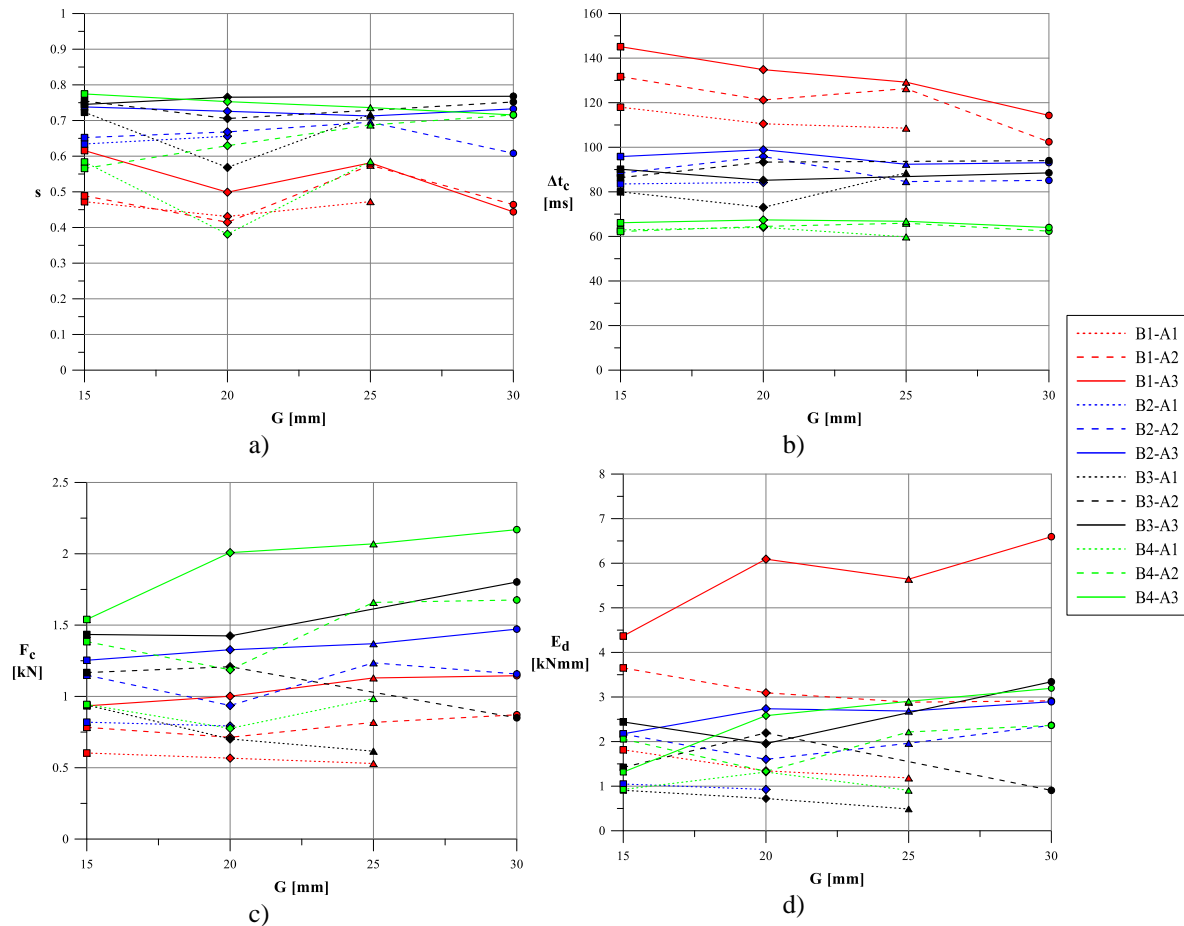 1
0.9
0.8
0.7
0.6
s 0.5
0.4
0.3
0.2
0.1
0
15 20 25 30
G [mm]
a)
160
140
120
100
Δtc 80
[ms]
60
40
20
0
15 20 25 30
G [mm]
b)
2.5
2
1.5
Fc
[kN] 1
0.5
0
15 20 25 30
G [mm]
c)
8
7
6
5
Ed 4
[kNmm]
3
2
1
0
15 20 25 30
G [mm]
d)
B1-A1
B1-A2
B1-A3
B2-A1
B2-A2
B2-A3
B3-A1
B3-A2
B3-A3
B4-A1
B4-A2
B4-A3